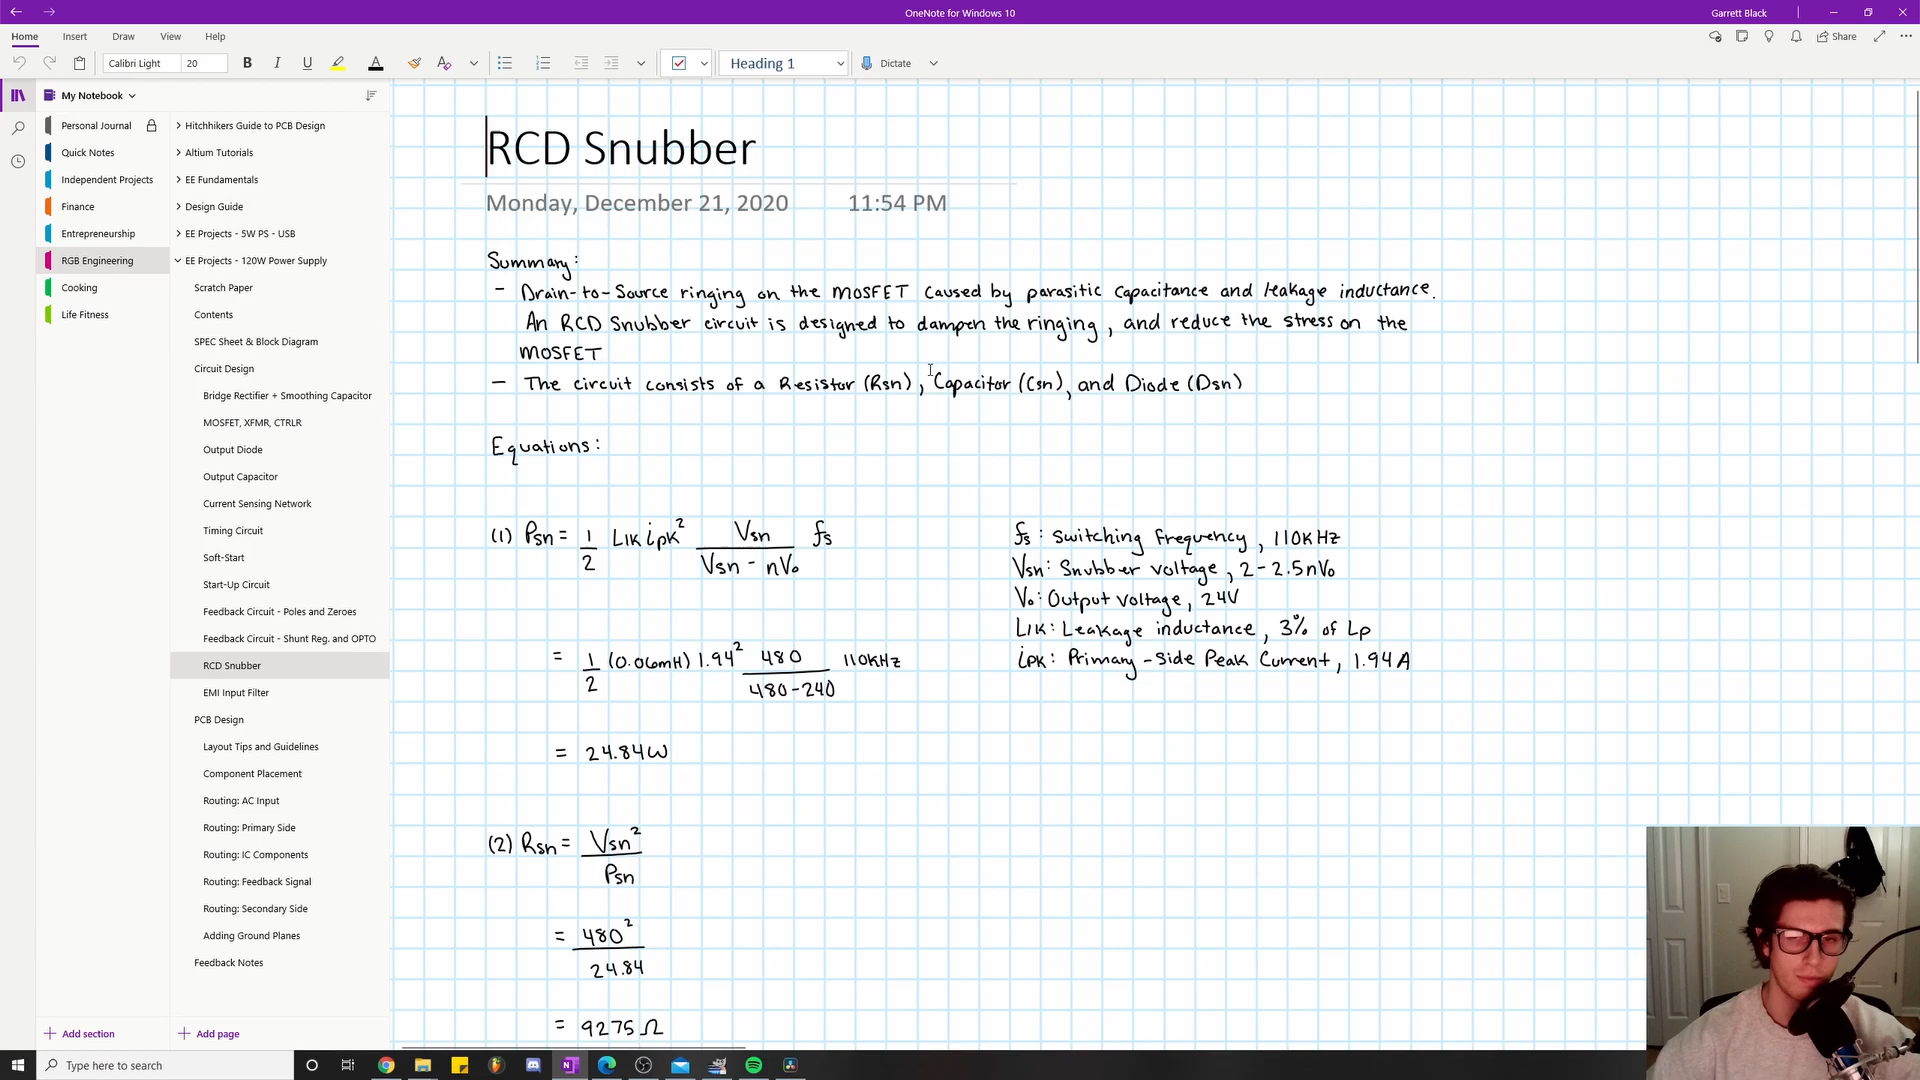 OneNote for Windows 10
Garrett Black
Home
Insert
Draw
View
Help
Share
Calibri Light
20
B
I
U
A
Heading 1
Dictate
My Notebook
Personal Journal
Quick Notes
Independent Projects
Finance
Entrepreneurship
RGB Engineering
Cooking
Life Fitness
Hitchhikers Guide to PCB Design
Altium Tutorials
EE Fundamentals
Design Guide
EE Projects - 5W PS - USB
EE Projects - 120W Power Supply
Scratch Paper
Contents
SPEC Sheet & Block Diagram
Circuit Design
Bridge Rectifier + Smoothing Capacitor
MOSFET, XFMR, CTRLR
Output Diode
Output Capacitor
Current Sensing Network
Timing Circuit
Soft-Start
Start-Up Circuit
Feedback Circuit - Poles and Zeroes
Feedback Circuit - Shunt Reg. and OPTO
RCD Snubber
EMI Input Filter
PCB Design
Layout Tips and Guidelines
Component Placement
Routing: AC Input
Routing: Primary Side
Routing: IC Components
Routing: Feedback Signal
Routing: Secondary Side
Adding Ground Planes
Feedback Notes
Add section
Add page
RCD Snubber
Monday, December 21, 2020 11:54 PM
Summary:
- Drain-to-Source ringing on the MOSFET caused by parasitic capacitance and leakage inductance.
An RCD Snubber circuit is designed to dampen the ringing, and reduce the stress on the
MOSFET
- The circuit consists of a Resistor (Rsn), Capacitor (Csn), and Diode (Dsn)
Equations:
(1) Psn = 1/2 L1K ipK² Vsn/(Vsn - nVo) fs
= 1/2 (0.06mH) 1.94² 480/(480-240) 110KHz
= 24.84W
fs: Switching Frequency, 110KHz
Vsn: Snubber voltage, 2-2.5nVo
Vo: Output voltage, 24V
L1K: Leakage inductance, 3% of Lp
ipK: Primary-Side Peak Current, 1.94A
(2) Rsn = Vsn²/Psn
= 480²/24.84
= 9275Ω
Type here to search